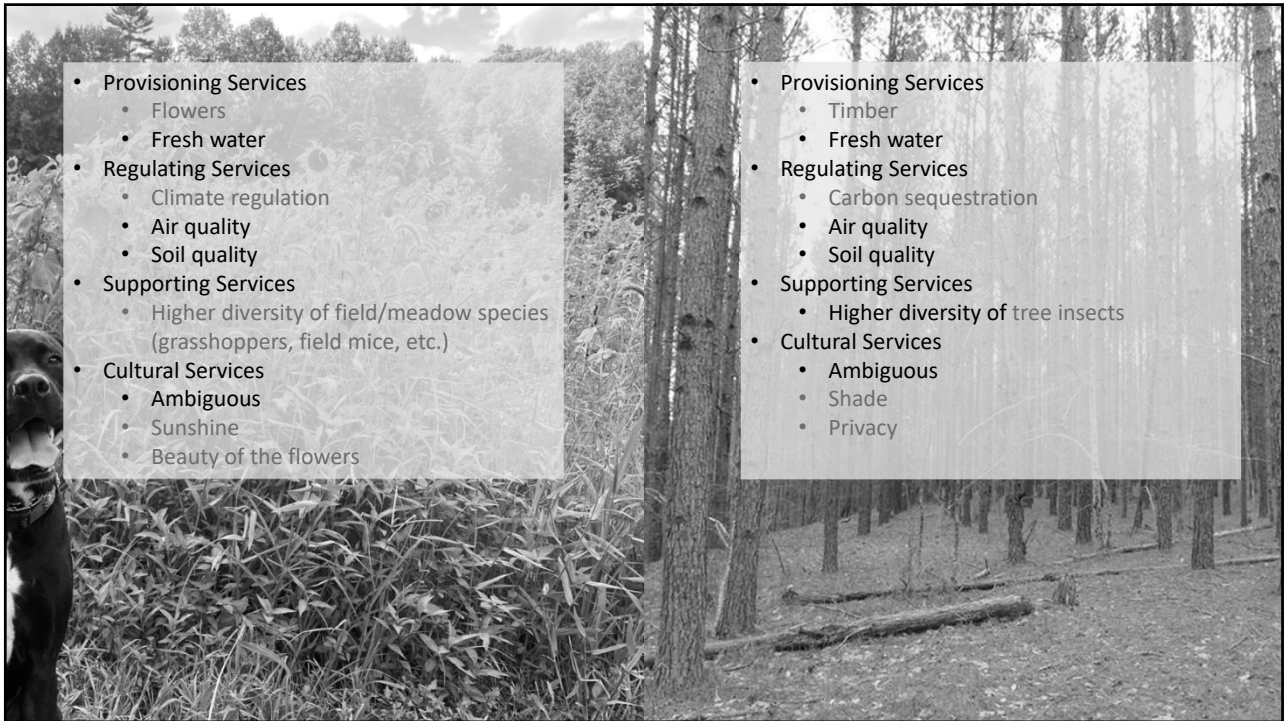 • Provisioning Services
• Flowers
• Fresh water
• Regulating Services
• Climate regulation
• Air quality
• Soil quality
• Supporting Services
• Higher diversity of field/meadow species
(grasshoppers, field mice, etc.)
• Cultural Services
• Ambiguous
• Sunshine
• Beauty of the flowers
• Provisioning Services
• Timber
• Fresh water
• Regulating Services
• Carbon sequestration
• Air quality
• Soil quality
• Supporting Services
• Higher diversity of tree insects
• Cultural Services
• Ambiguous
• Shade
• Privacy